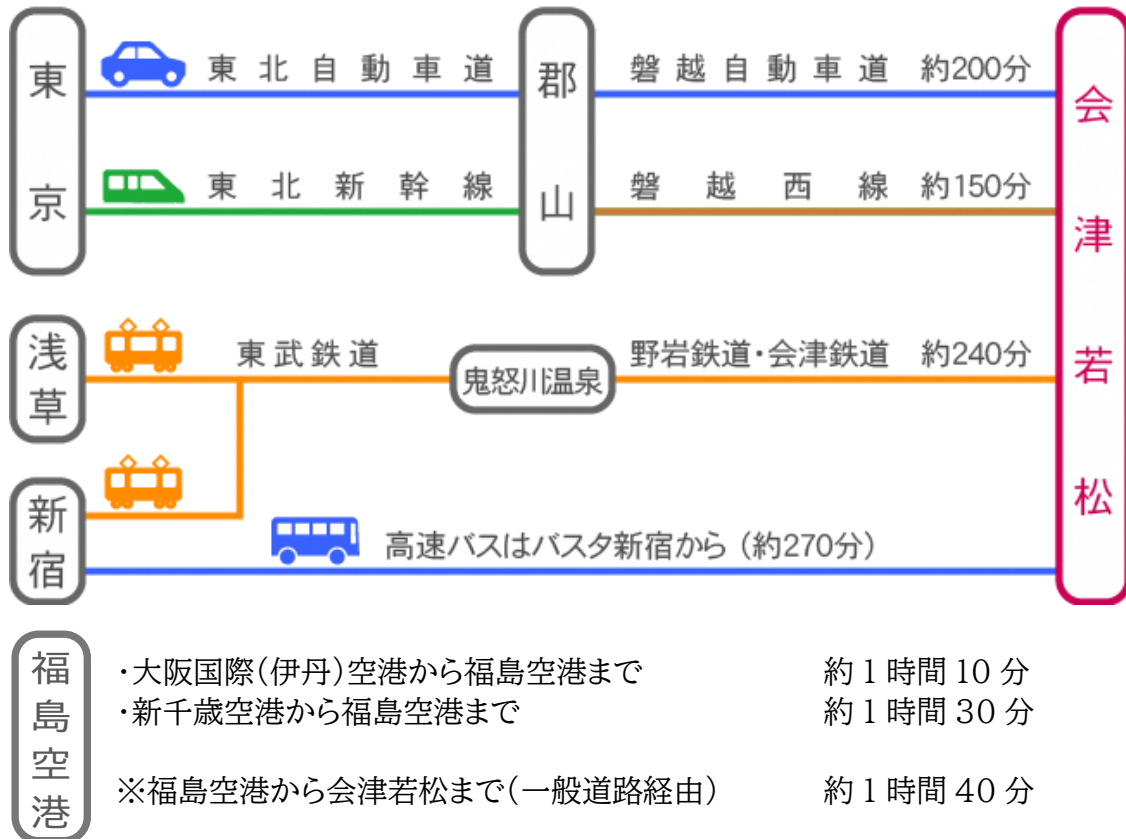 東京
東北自動車道
郡山
磐越自動車道 約200分
会津若松
東北新幹線
磐越西線 約150分
浅草
東武鉄道
鬼怒川温泉
野岩鉄道・会津鉄道 約240分
新宿
高速バスはバスタ新宿から（約270分）
福島空港
・大阪国際（伊丹）空港から福島空港まで 約1時間10分
・新千歳空港から福島空港まで 約1時間30分
※福島空港から会津若松まで（一般道路経由） 約1時間40分